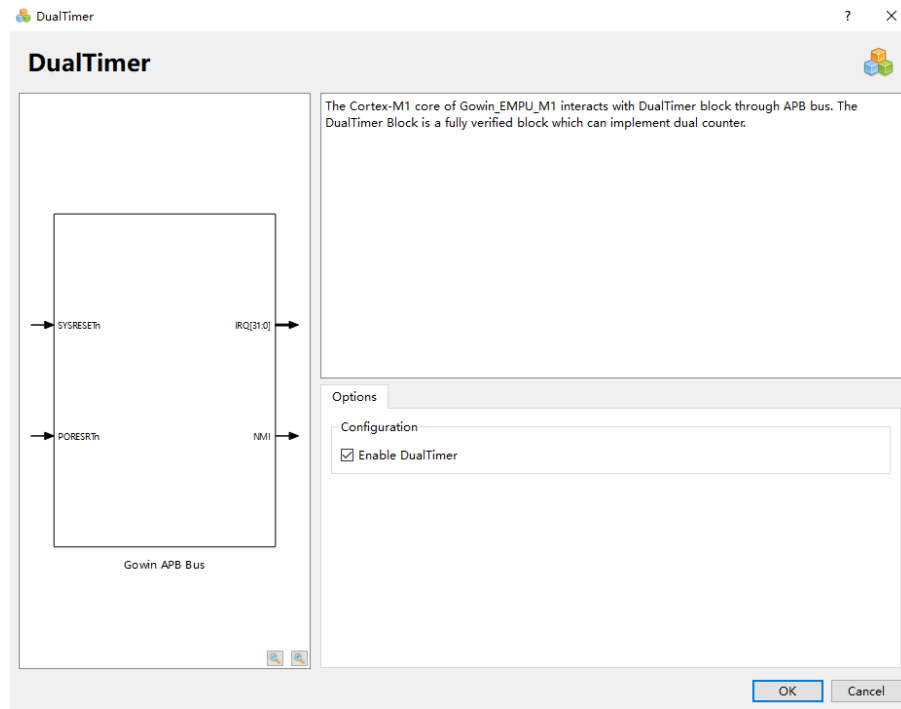 DualTimer
?
DualTimer
The Cortex-M1 core of Gowin_EMPU_M1 interacts with DualTimer block through APB bus. The
DualTimer Block is a fully verified block which can implement dual counter.
SYSRESETn
IRQ[31:0]
PORESRTn
NMI
Gowin APB Bus
Options
Configuration
Enable DualTimer
OK
Cancel